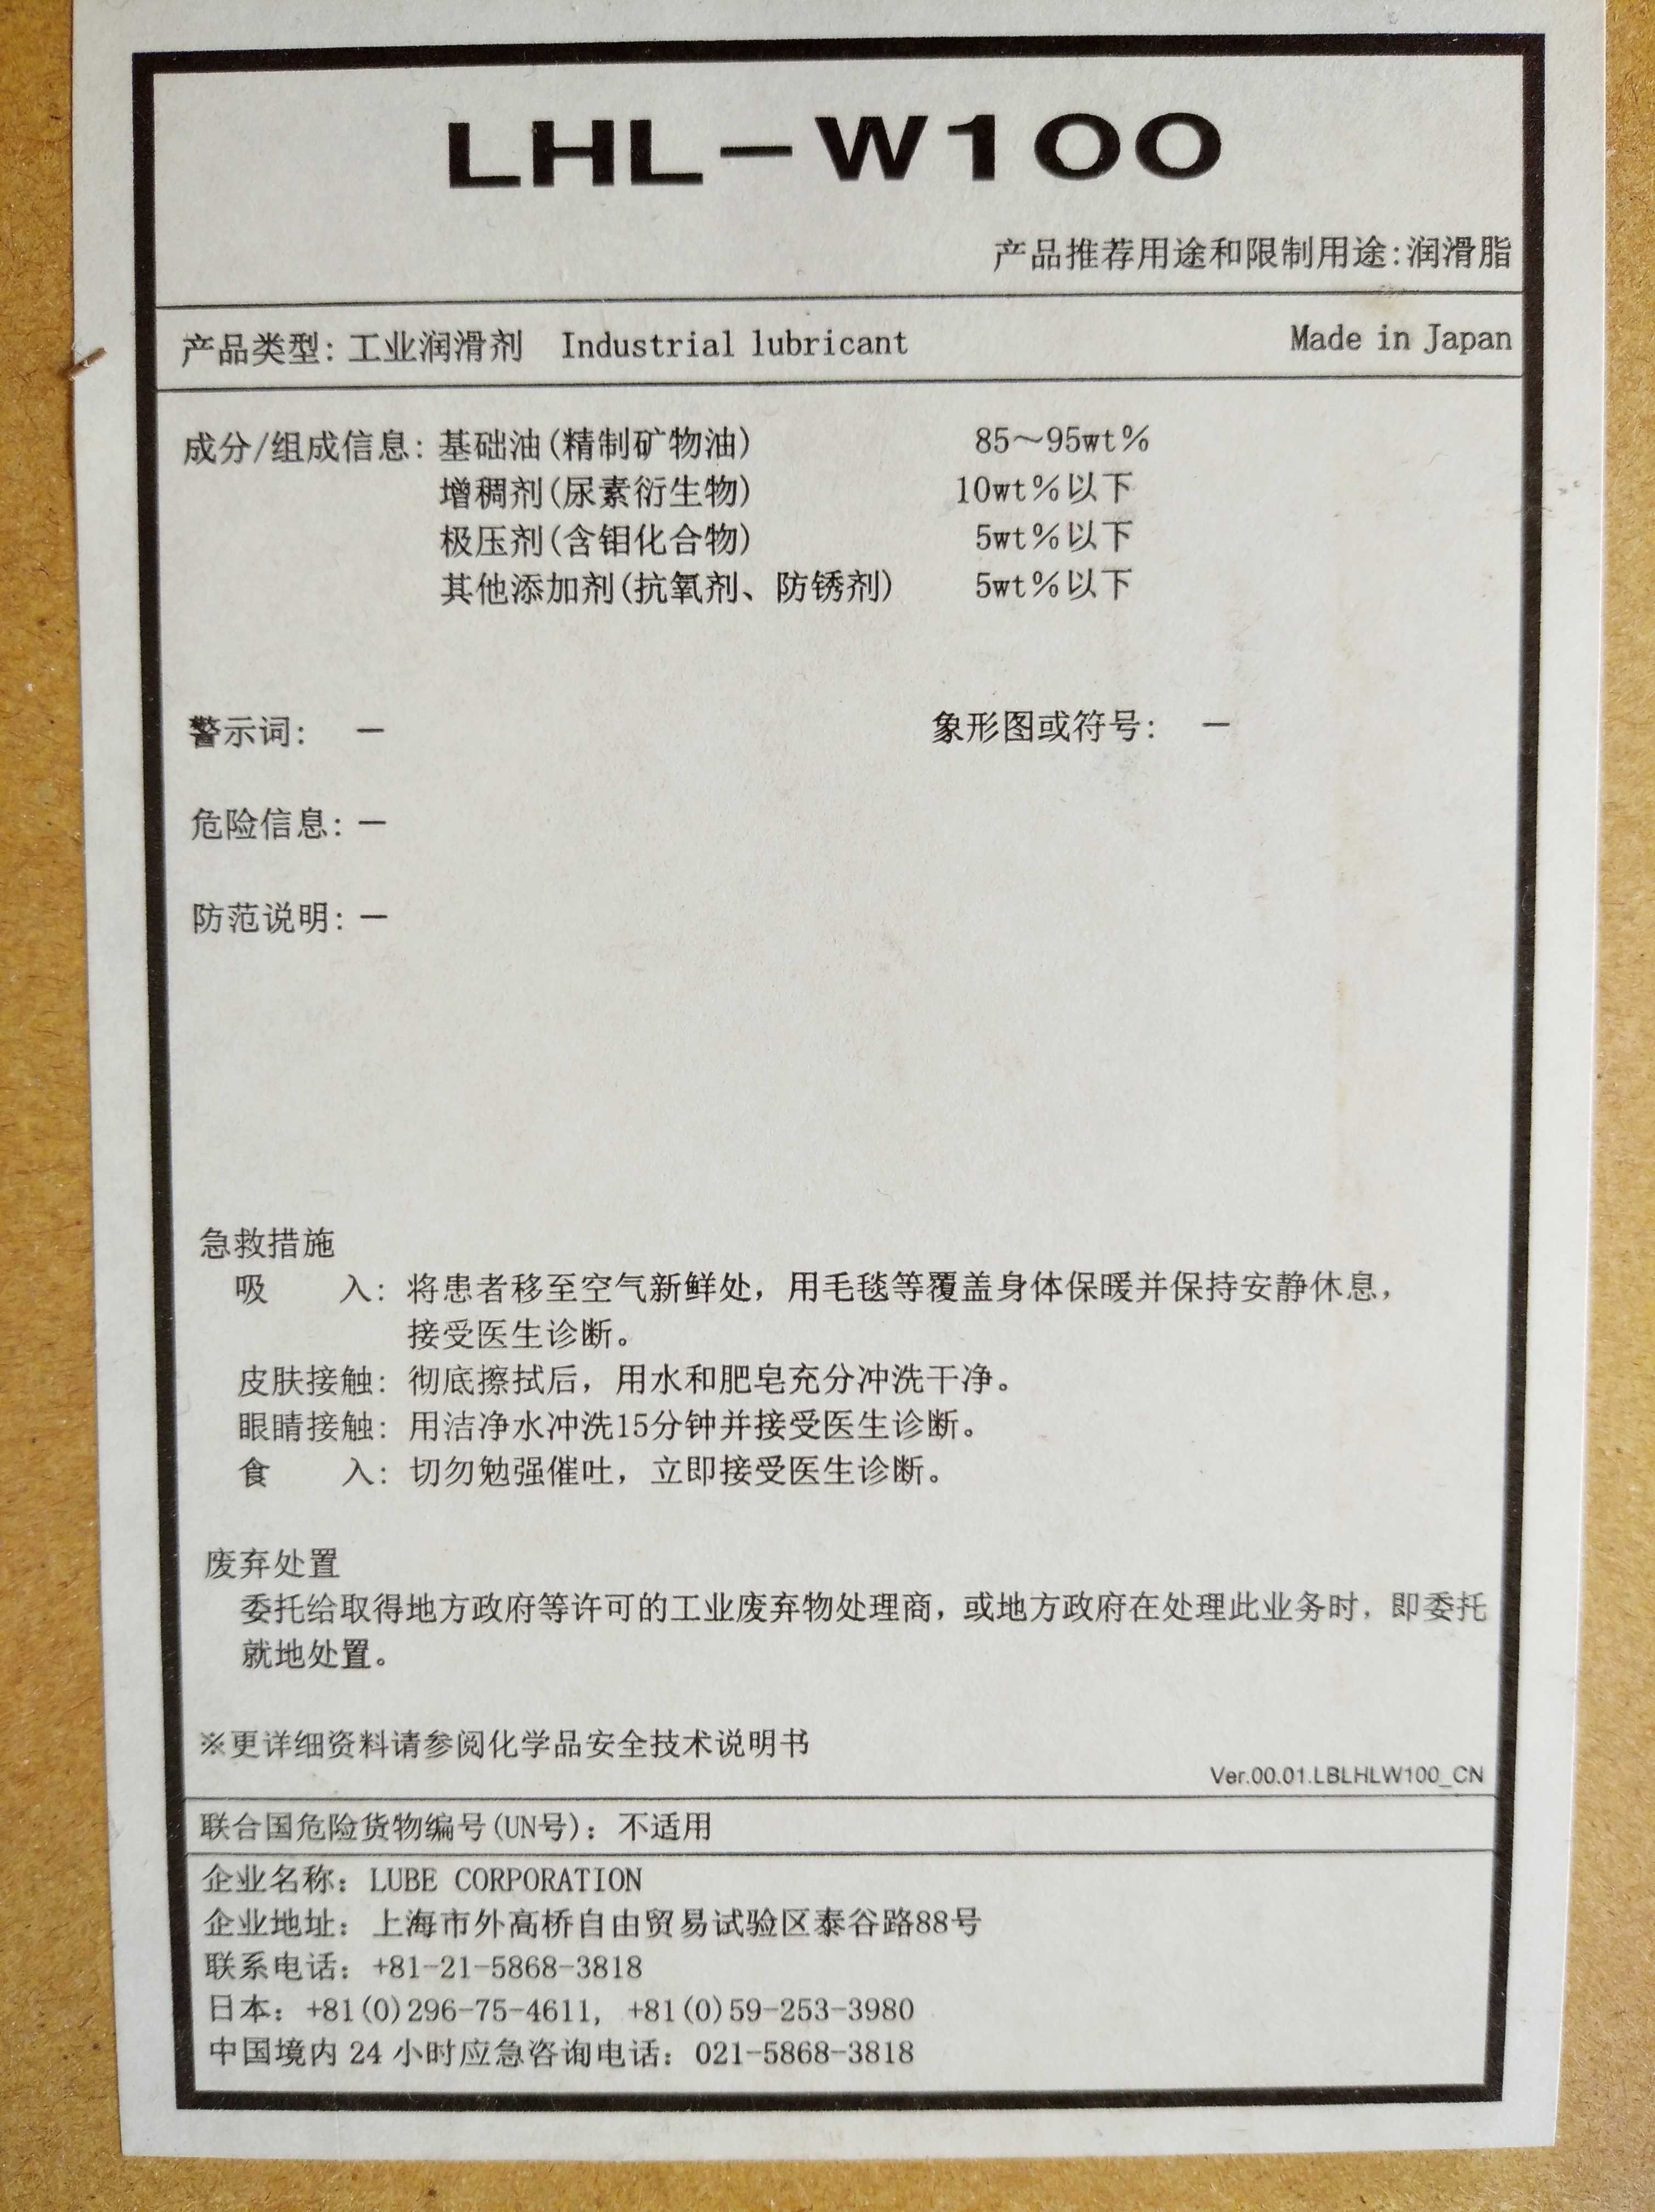 LHL-W100
产品推荐用途和限制用途:润滑脂
产品类型: 工业润滑剂 Industrial lubricant Made in Japan
成分/组成信息: 基础油(精制矿物油) 85～95wt%
增稠剂(尿素衍生物) 10wt%以下
极压剂(含钼化合物) 5wt%以下
其他添加剂(抗氧剂、防锈剂) 5wt%以下
警示词: — 象形图或符号: —
危险信息: —
防范说明: —
急救措施
吸 入: 将患者移至空气新鲜处，用毛毯等覆盖身体保暖并保持安静休息，
接受医生诊断。
皮肤接触: 彻底擦拭后，用水和肥皂充分冲洗干净。
眼睛接触: 用洁净水冲洗15分钟并接受医生诊断。
食 入: 切勿勉强催吐，立即接受医生诊断。
废弃处置
委托给取得地方政府等许可的工业废弃物处理商，或地方政府在处理此业务时，即委托
就地处置。
※更详细资料请参阅化学品安全技术说明书
Ver.00.01.LBLHLW100_CN
联合国危险货物编号(UN号)：不适用
企业名称：LUBE CORPORATION
企业地址：上海市外高桥自由贸易试验区泰谷路88号
联系电话：+81-21-5868-3818
日本：+81(0)296-75-4611, +81(0)59-253-3980
中国境内 24 小时应急咨询电话：021-5868-3818